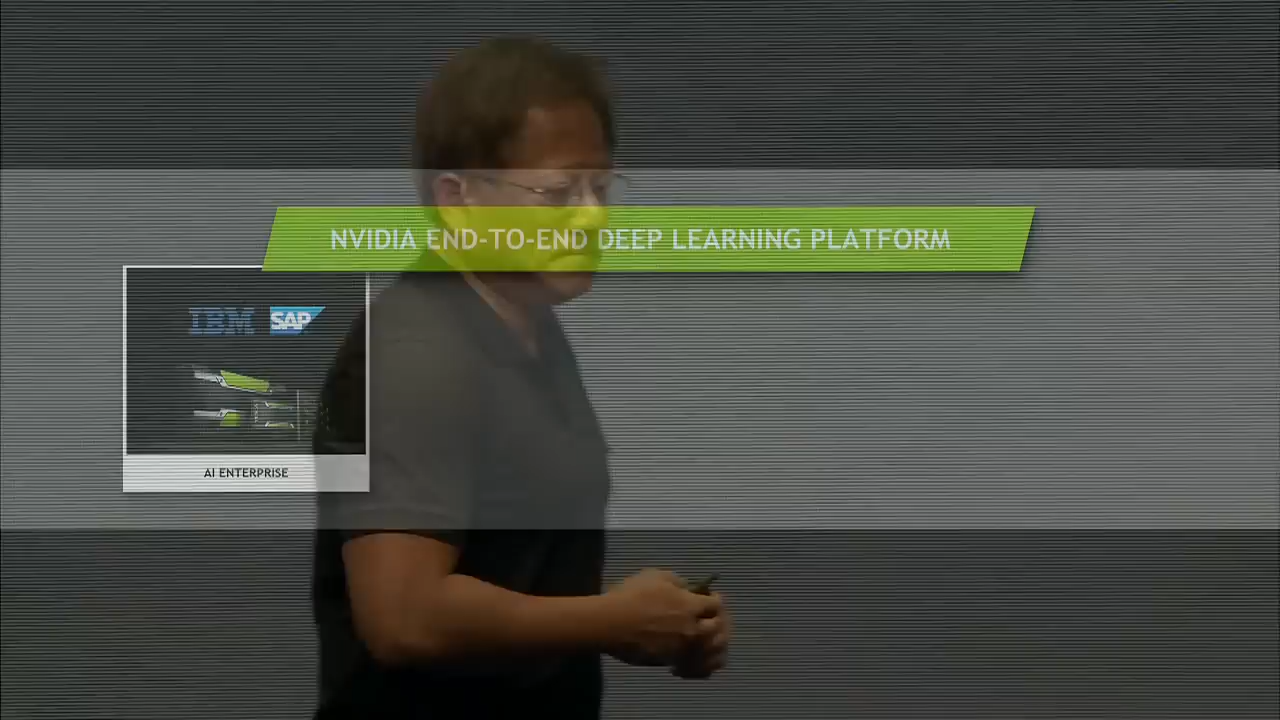 NVIDIA END-TO-END DEEP LEARNING PLATFORM
IBM SAP
AI ENTERPRISE